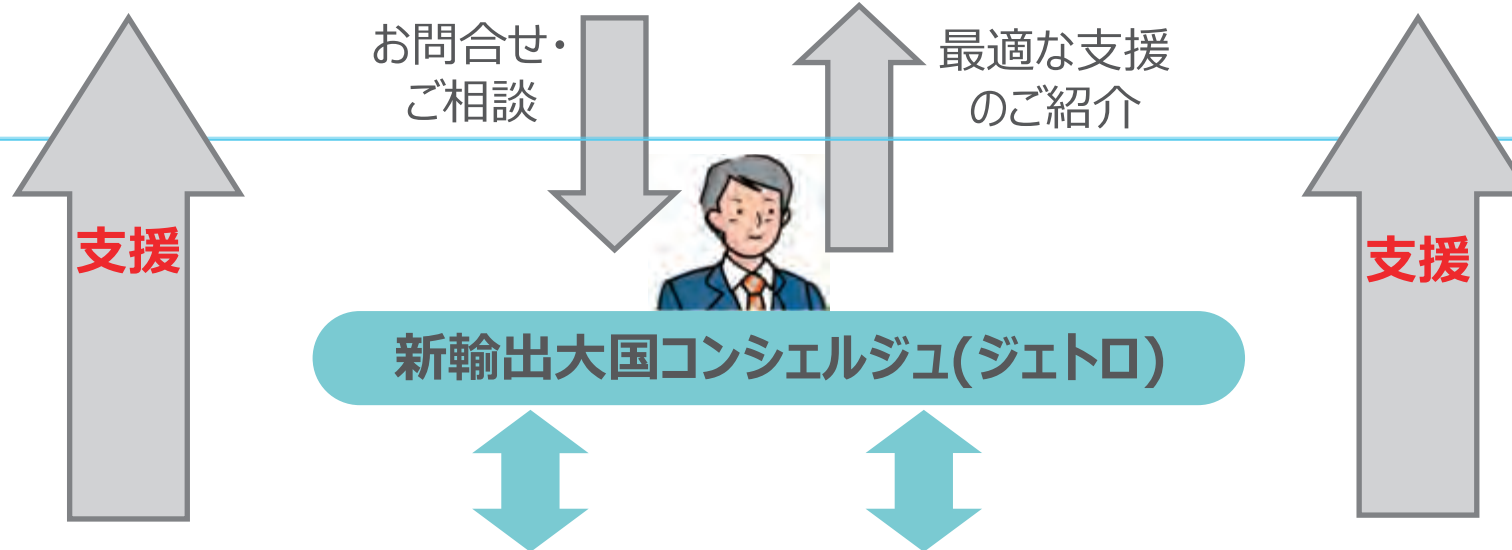 お問合せ・
ご相談
最適な支援
のご紹介
支援
支援
新輸出大国コンシェルジュ(ジェトロ)